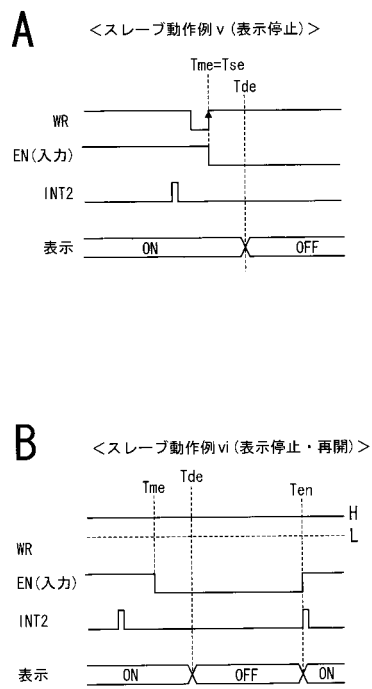 A
＜スレーブ動作例ⅴ(表示停止)＞
Tme=Tse
Tde
WR
EN(入力)
INT2
表示 ON OFF
B
＜スレーブ動作例ⅵ(表示停止・再開)＞
Tme Tde Ten
H
L
WR
EN(入力)
INT2
表示 ON OFF ON